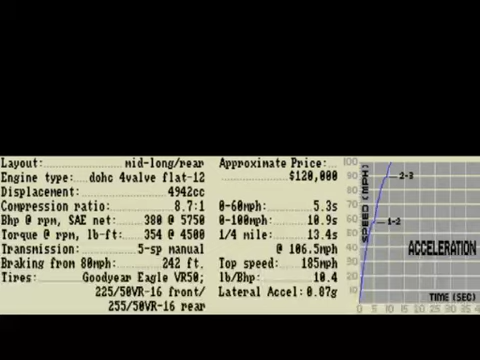 Layout: mid-long/rear
Engine type: dohc 4valve flat-12
Displacement: 4942cc
Compression ratio: 8.7:1
Bhp @ rpm, SAE net: 380 @ 5750
Torque @ rpm, lb-ft: 354 @ 4500
Transmission: 5-sp manual
Braking from 80mph: 242 ft.
Tires: Goodyear Eagle VR50;
225/50VR-16 front/
255/50VR-16 rear
Approximate Price:
$120,000
0-60mph: 5.3s
0-100mph: 10.9s
1/4 mile: 13.4s
@ 106.5mph
Top speed: 185mph
lb/Bhp: 10.4
Lateral Accel: 0.87g
100
90
80
70
60
50
40
30
20
10
SPEED (MPH)
2-3
1-2
ACCELERATION
TIME (SEC)
0 5 10 15 20 25 30 35